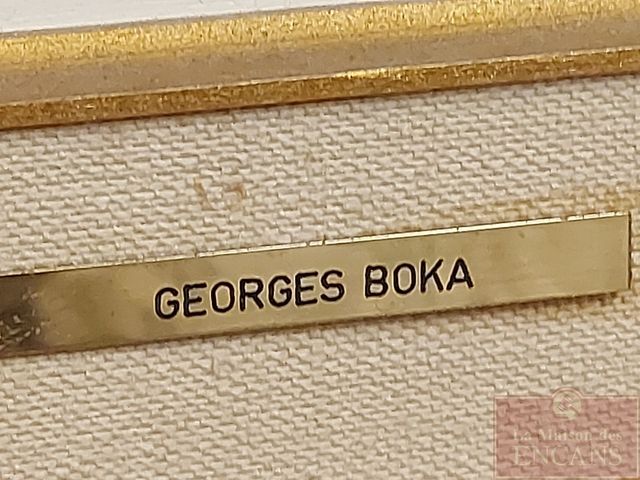 GEORGES BOKA
La Maison des
ENCANS